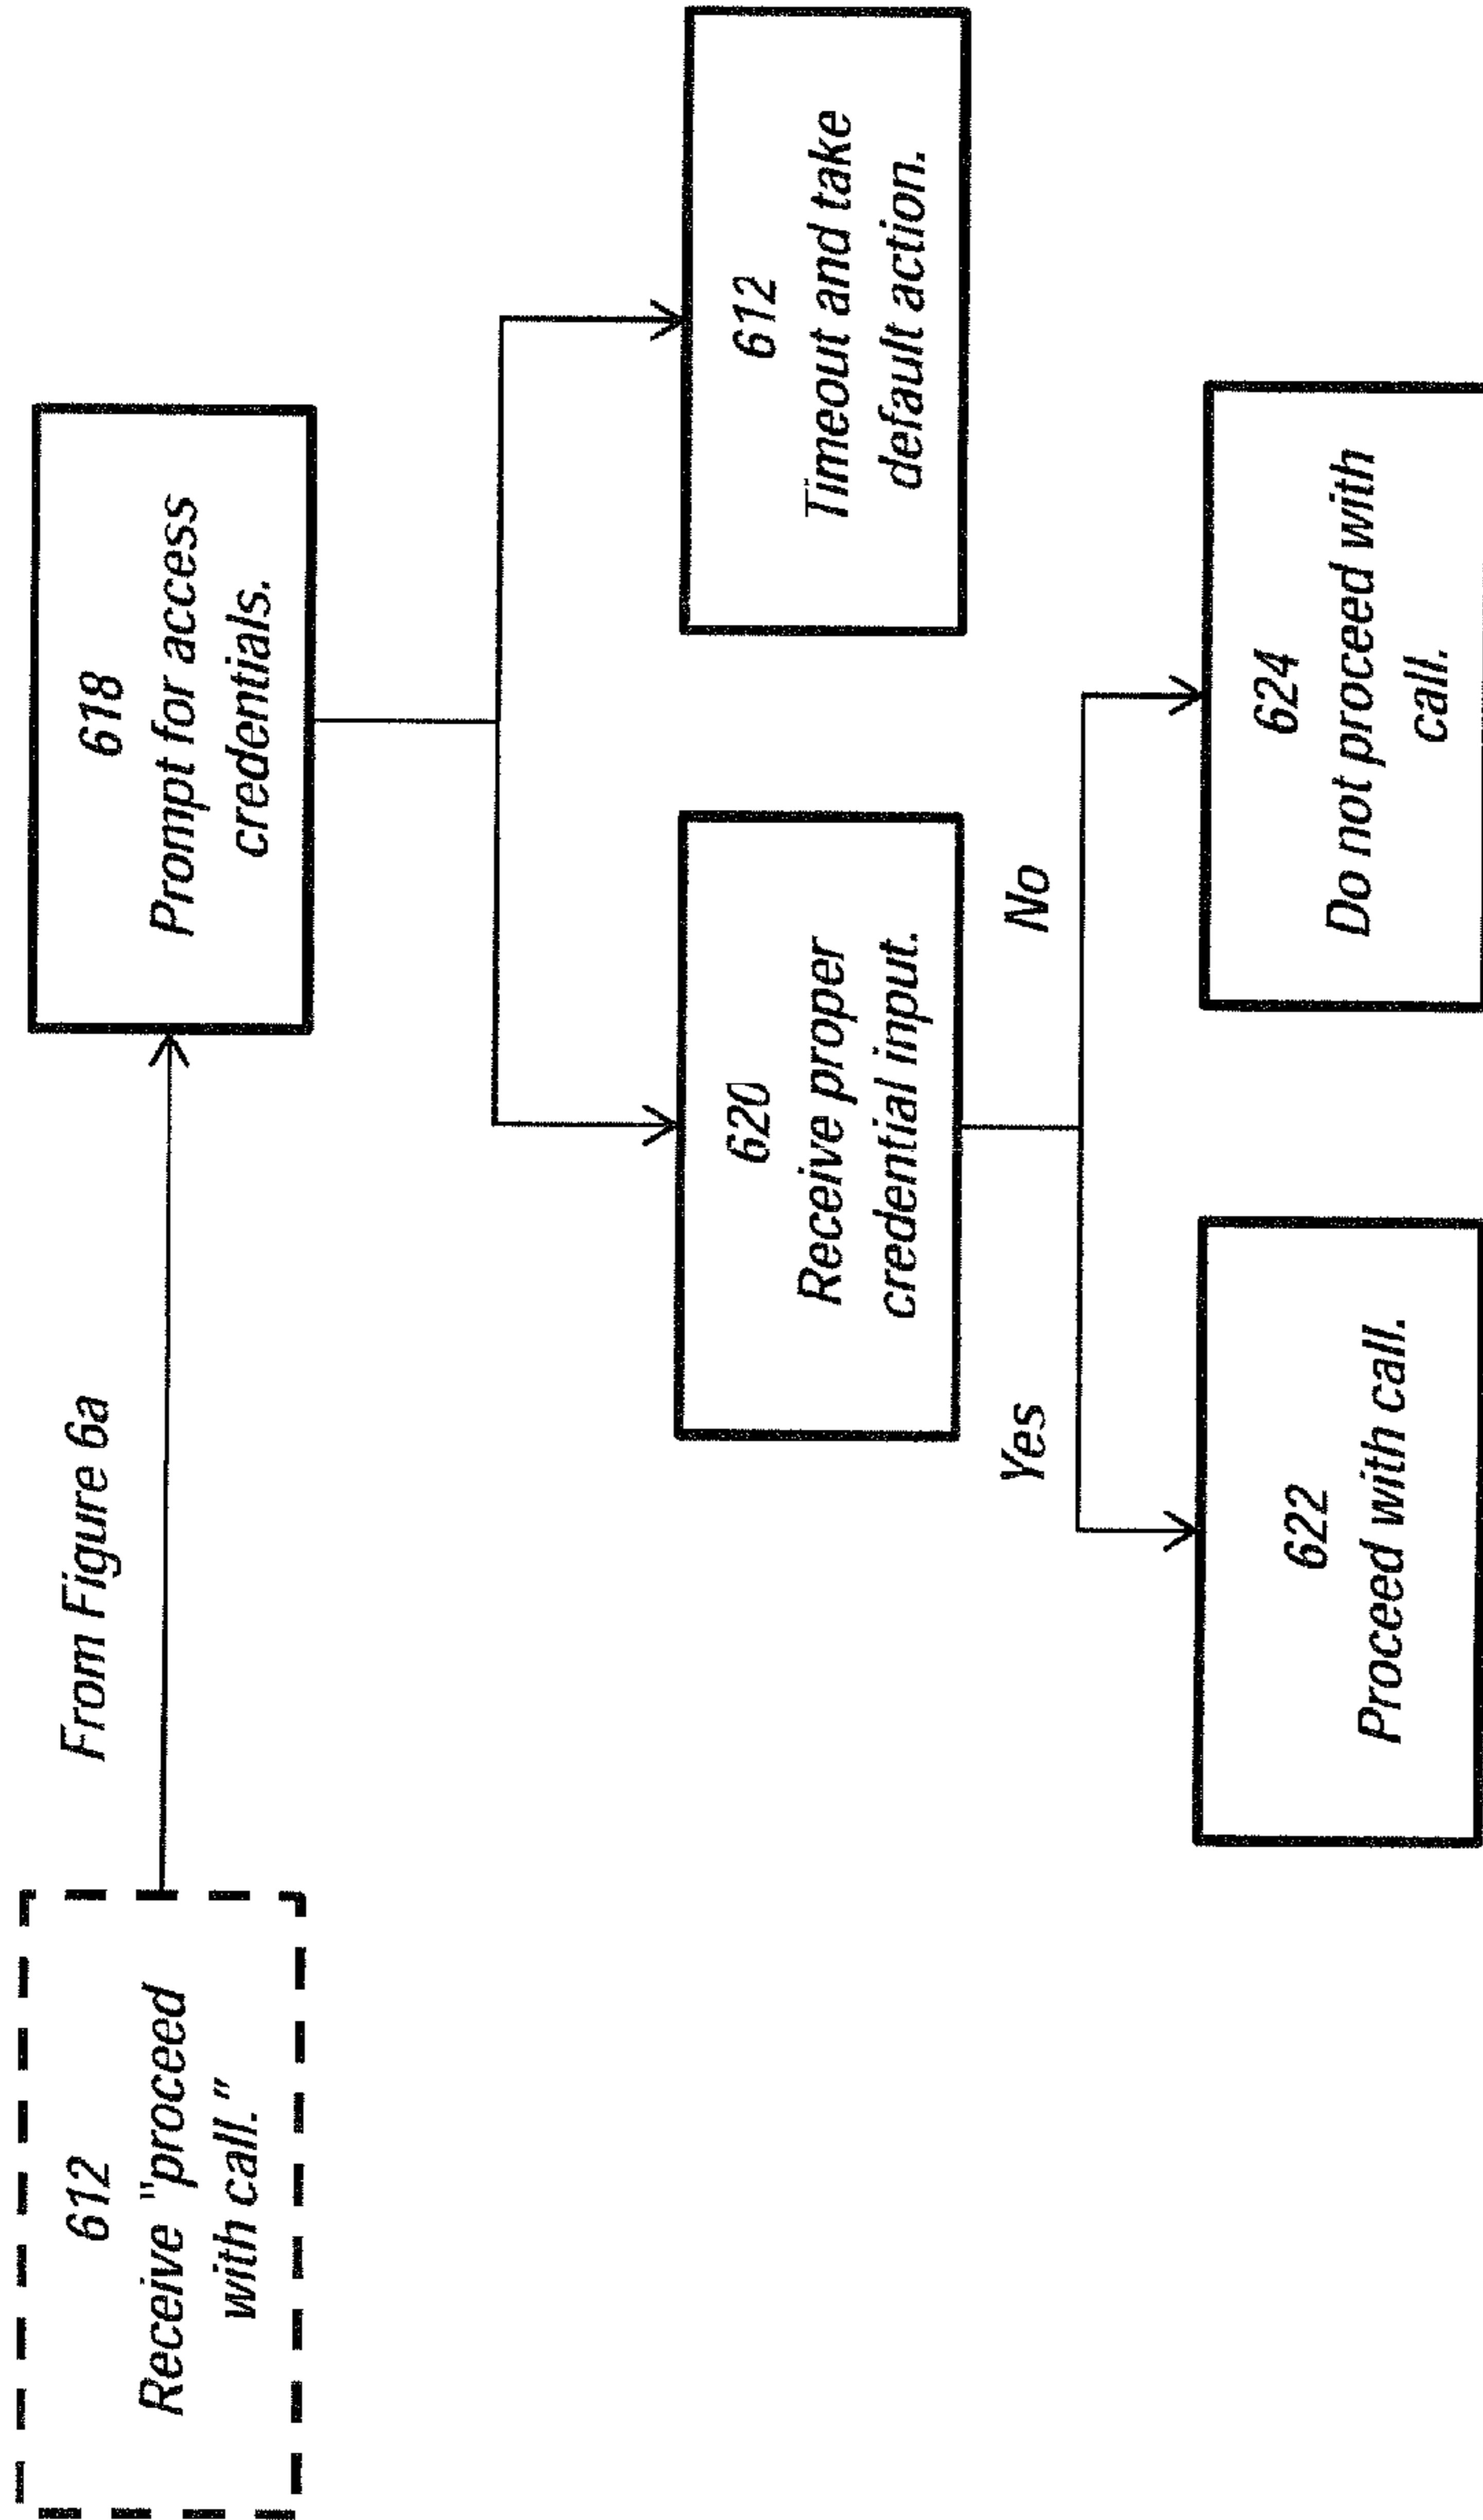 612
Receive "proceed
with call."
From Figure 6a
618
Prompt for access
credentials.
620
Receive proper
credential input.
612
Timeout and take
default action.
Yes
No
622
Proceed with call.
624
Do not proceed with
call.